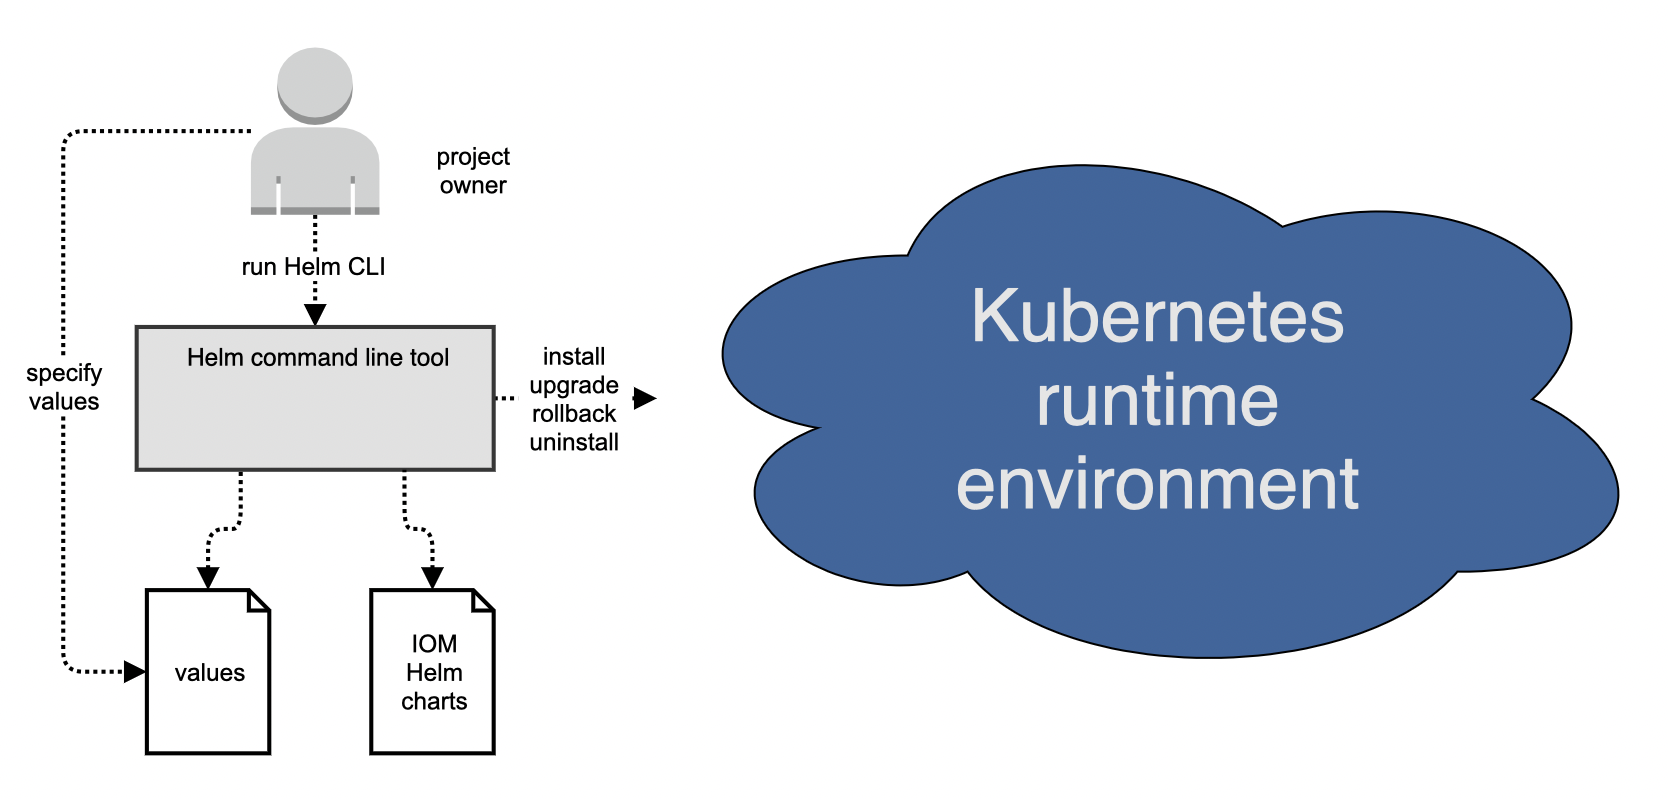 project
owner
run Helm CLI
Helm command line tool
specify
values
install
upgrade
rollback
uninstall
Kubernetes
runtime
environment
values
IOM
Helm
charts